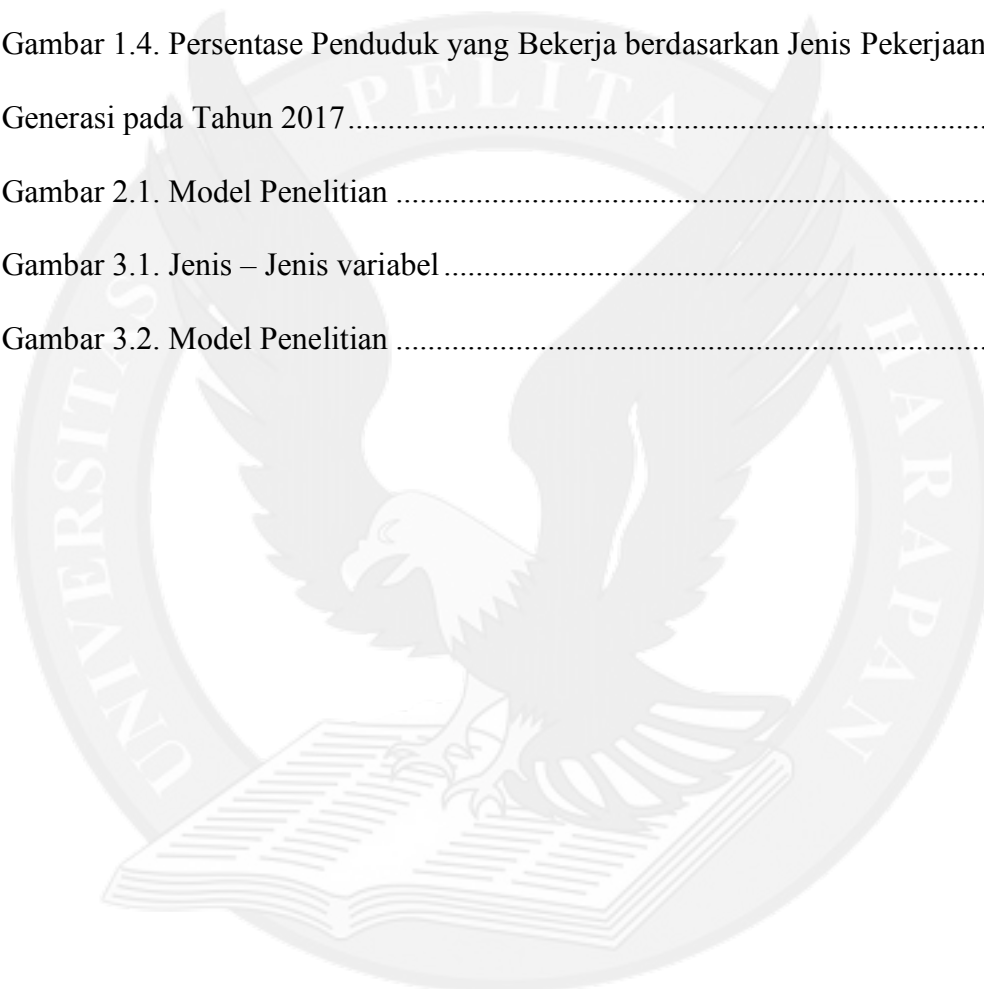 Gambar 1.4. Persentase Penduduk yang Bekerja berdasarkan Jenis Pekerjaan
Generasi pada Tahun 2017....................................................................................
Gambar 2.1. Model Penelitian ..............................................................................
Gambar 3.1. Jenis – Jenis variabel ........................................................................
Gambar 3.2. Model Penelitian ..............................................................................
UNIVERSITAS PELITA HARAPAN